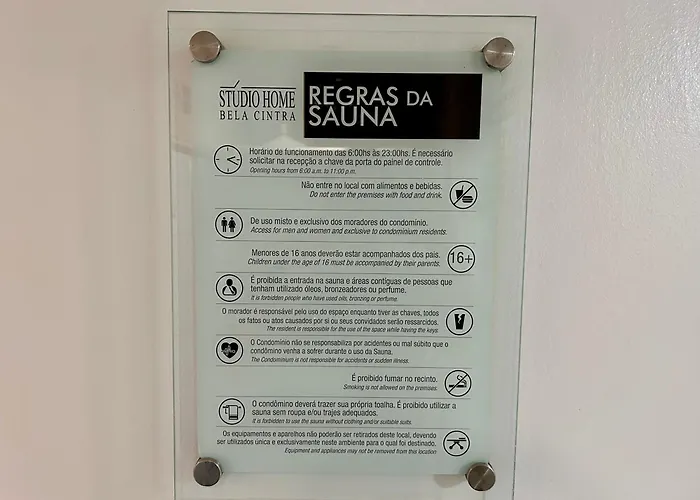 STÚDIO HOME
BELA CINTRA
REGRAS DA
SAUNA
Horário de funcionamento das 6:00hs às 23:00hs. É necessário
solicitar na recepção a chave da porta do painel de controle.
Opening hours from 6:00 a.m. to 11:00 p.m.
Não entre no local com alimentos e bebidas.
Do not enter the premises with food and drink.
De uso misto e exclusivo dos moradores do condomínio.
Access for men and women and exclusive to condominium residents.
Menores de 16 anos deverão estar acompanhados dos pais.
Children under the age of 16 must be accompanied by their parents.
16+
É proibida a entrada na sauna e áreas contíguas de pessoas que
tenham utilizado óleos, bronzeadores ou perfume.
It is forbidden people who have used oils, bronzing or perfume.
O morador é responsável pelo uso do espaço enquanto tiver as chaves, todos
os fatos ou atos causados por si ou seus convidados serão ressarcidos.
The resident is responsible for the use of the space while having the keys
O Condomínio não se responsabiliza por acidentes ou mal súbito que o
condômino venha a sofrer durante o uso da Sauna.
The Condominium is not responsible for accidents or sudden illness.
É proibido fumar no recinto.
Smoking is not allowed on the premises.
O condômino deverá trazer sua própria toalha. É proibido utilizar a
sauna sem roupa e/ou trajes adequados.
It is forbidden to use the sauna without clothing and/or suitable suits.
Os equipamentos e aparelhos não poderão ser retirados deste local, devendo
ser utilizados única e exclusivamente neste ambiente para o qual foi destinado.
Equipment and appliances may not be removed from this location